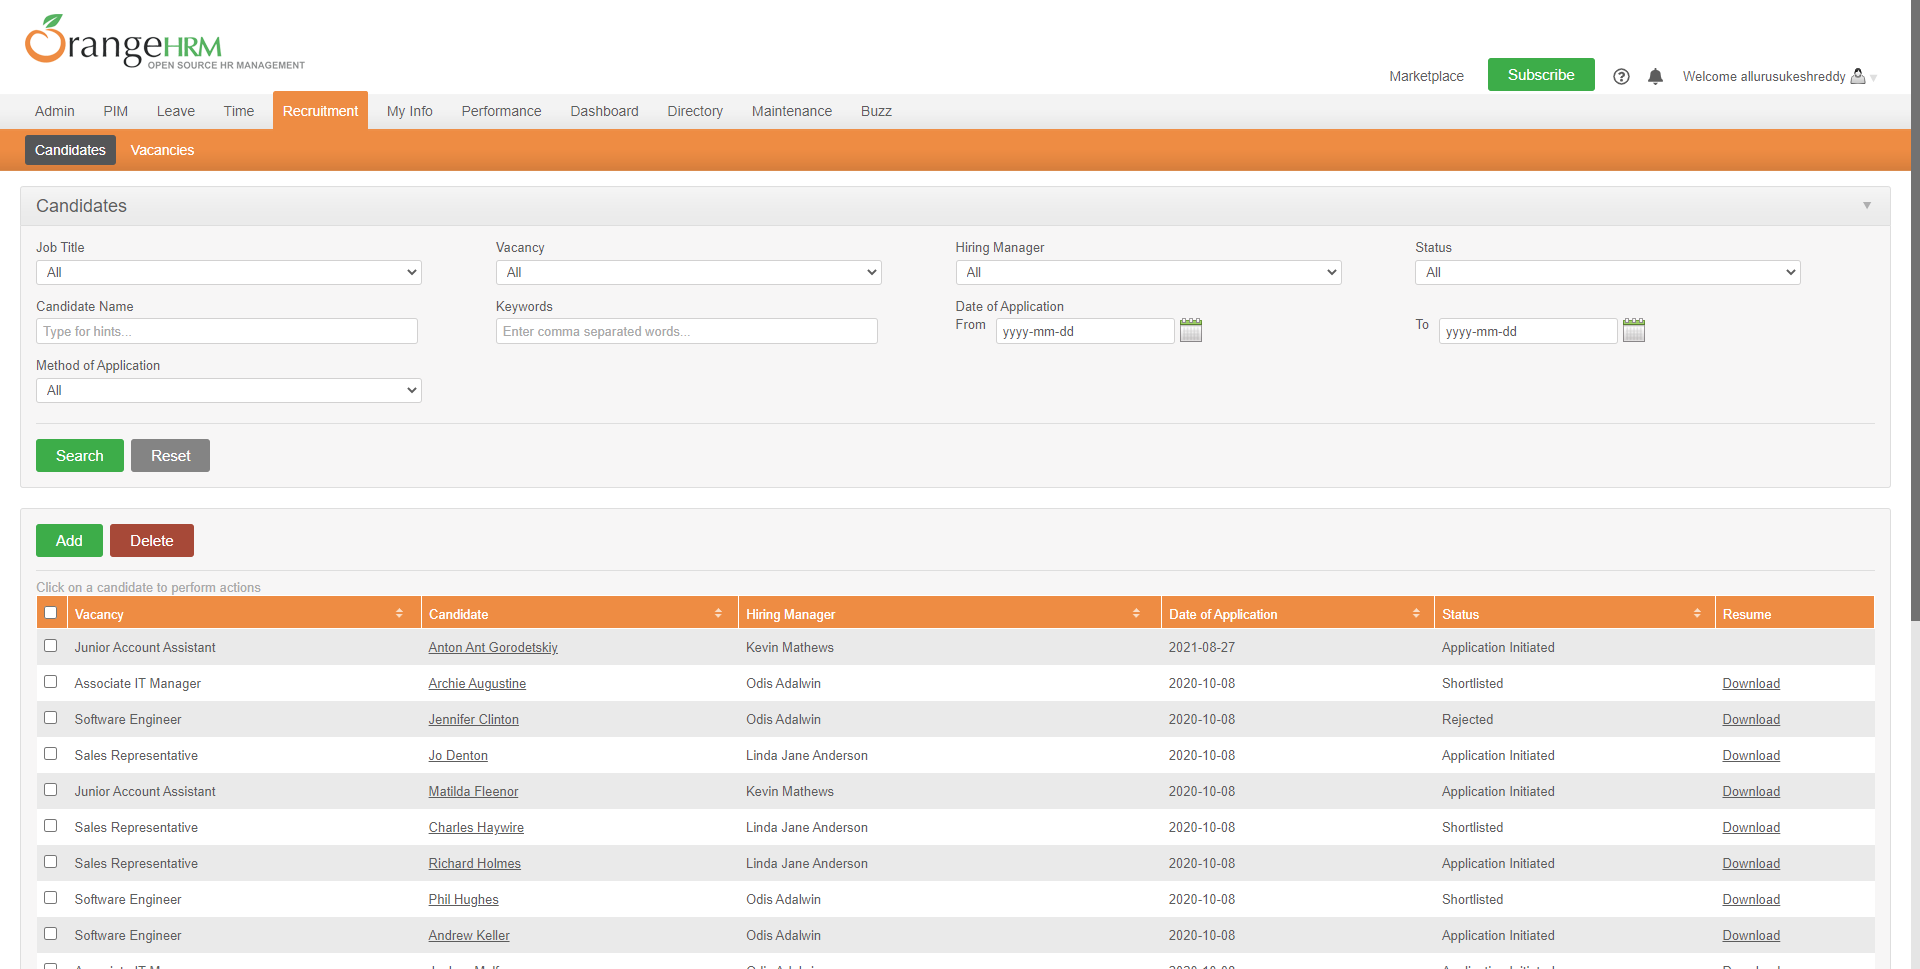 OrangeHRM
OPEN SOURCE HR MANAGEMENT
Marketplace Subscribe Welcome allurusukeshreddy
Admin PIM Leave Time Recruitment My Info Performance Dashboard Directory Maintenance Buzz
Candidates Vacancies
Candidates
Job Title Vacancy Hiring Manager Status
All All All All
Candidate Name Keywords Date of Application
Type for hints... Enter comma separated words... From yyyy-mm-dd To yyyy-mm-dd
Method of Application
All
Search Reset
Add Delete
Click on a candidate to perform actions
Vacancy Candidate Hiring Manager Date of Application Status Resume
Junior Account Assistant Anton Ant Gorodetskiy Kevin Mathews 2021-08-27 Application Initiated
Associate IT Manager Archie Augustine Odis Adalwin 2020-10-08 Shortlisted Download
Software Engineer Jennifer Clinton Odis Adalwin 2020-10-08 Rejected Download
Sales Representative Jo Denton Linda Jane Anderson 2020-10-08 Application Initiated Download
Junior Account Assistant Matilda Fleenor Kevin Mathews 2020-10-08 Application Initiated Download
Sales Representative Charles Haywire Linda Jane Anderson 2020-10-08 Shortlisted Download
Sales Representative Richard Holmes Linda Jane Anderson 2020-10-08 Application Initiated Download
Software Engineer Phil Hughes Odis Adalwin 2020-10-08 Shortlisted Download
Software Engineer Andrew Keller Odis Adalwin 2020-10-08 Application Initiated Download